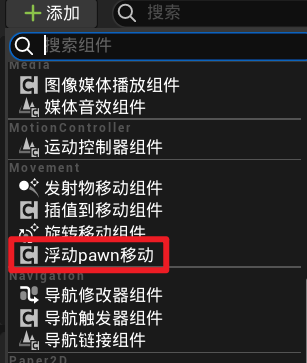 添加
搜索
搜索组件
Media
图像媒体播放组件
媒体音效组件
MotionController
运动控制器组件
Movement
发射物移动组件
插值到移动组件
旋转移动组件
浮动pawn移动
Navigation
导航修改器组件
导航触发器组件
导航链接组件
Paper2D